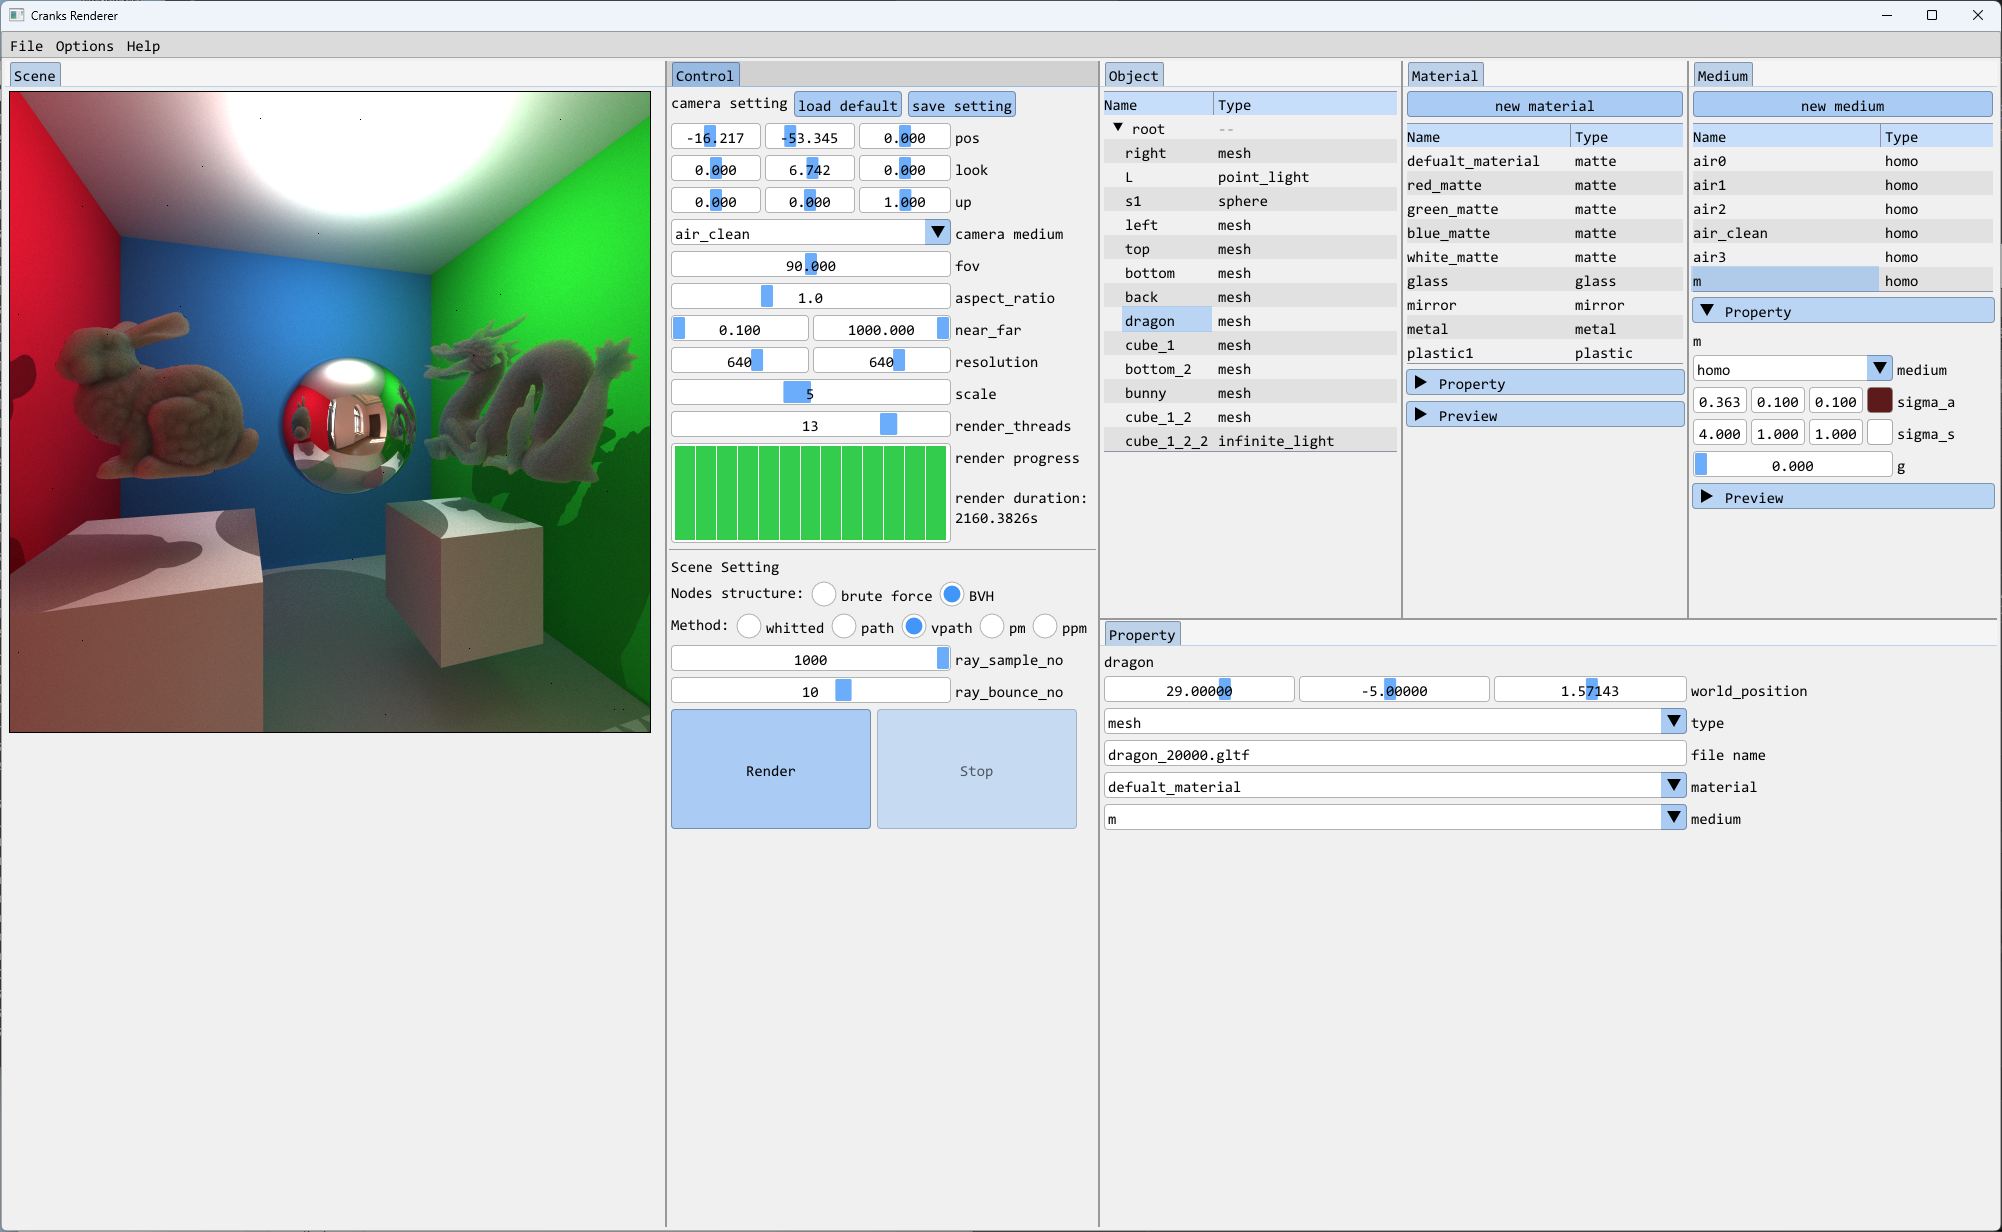 Cranks Renderer
File Options Help
Scene
Control
camera setting load default save setting
-16.217 -53.345 0.000 pos
0.000 6.742 0.000 look
0.000 0.000 1.000 up
air_clean camera medium
90.000 fov
1.0 aspect_ratio
0.100 1000.000 near_far
640 640 resolution
5 scale
13 render_threads
render progress
render duration:
2160.3826s
Scene Setting
Nodes structure: brute force BVH
Method: whitted path vpath pm ppm
1000 ray_sample_no
10 ray_bounce_no
Render Stop
Object
Name Type
root --
right mesh
L point_light
s1 sphere
left mesh
top mesh
bottom mesh
back mesh
dragon mesh
cube_1 mesh
bottom_2 mesh
bunny mesh
cube_1_2 mesh
cube_1_2_2 infinite_light
Material
new material
Name Type
defualt_material matte
red_matte matte
green_matte matte
blue_matte matte
white_matte matte
glass glass
mirror mirror
metal metal
plastic1 plastic
Property
Preview
Medium
new medium
Name Type
air0 homo
air1 homo
air2 homo
air_clean homo
air3 homo
m homo
Property
m
homo medium
0.363 0.100 0.100 sigma_a
4.000 1.000 1.000 sigma_s
0.000 g
Preview
Property
dragon
29.00000 -5.00000 1.57143 world_position
mesh type
dragon_20000.gltf file name
defualt_material material
m medium